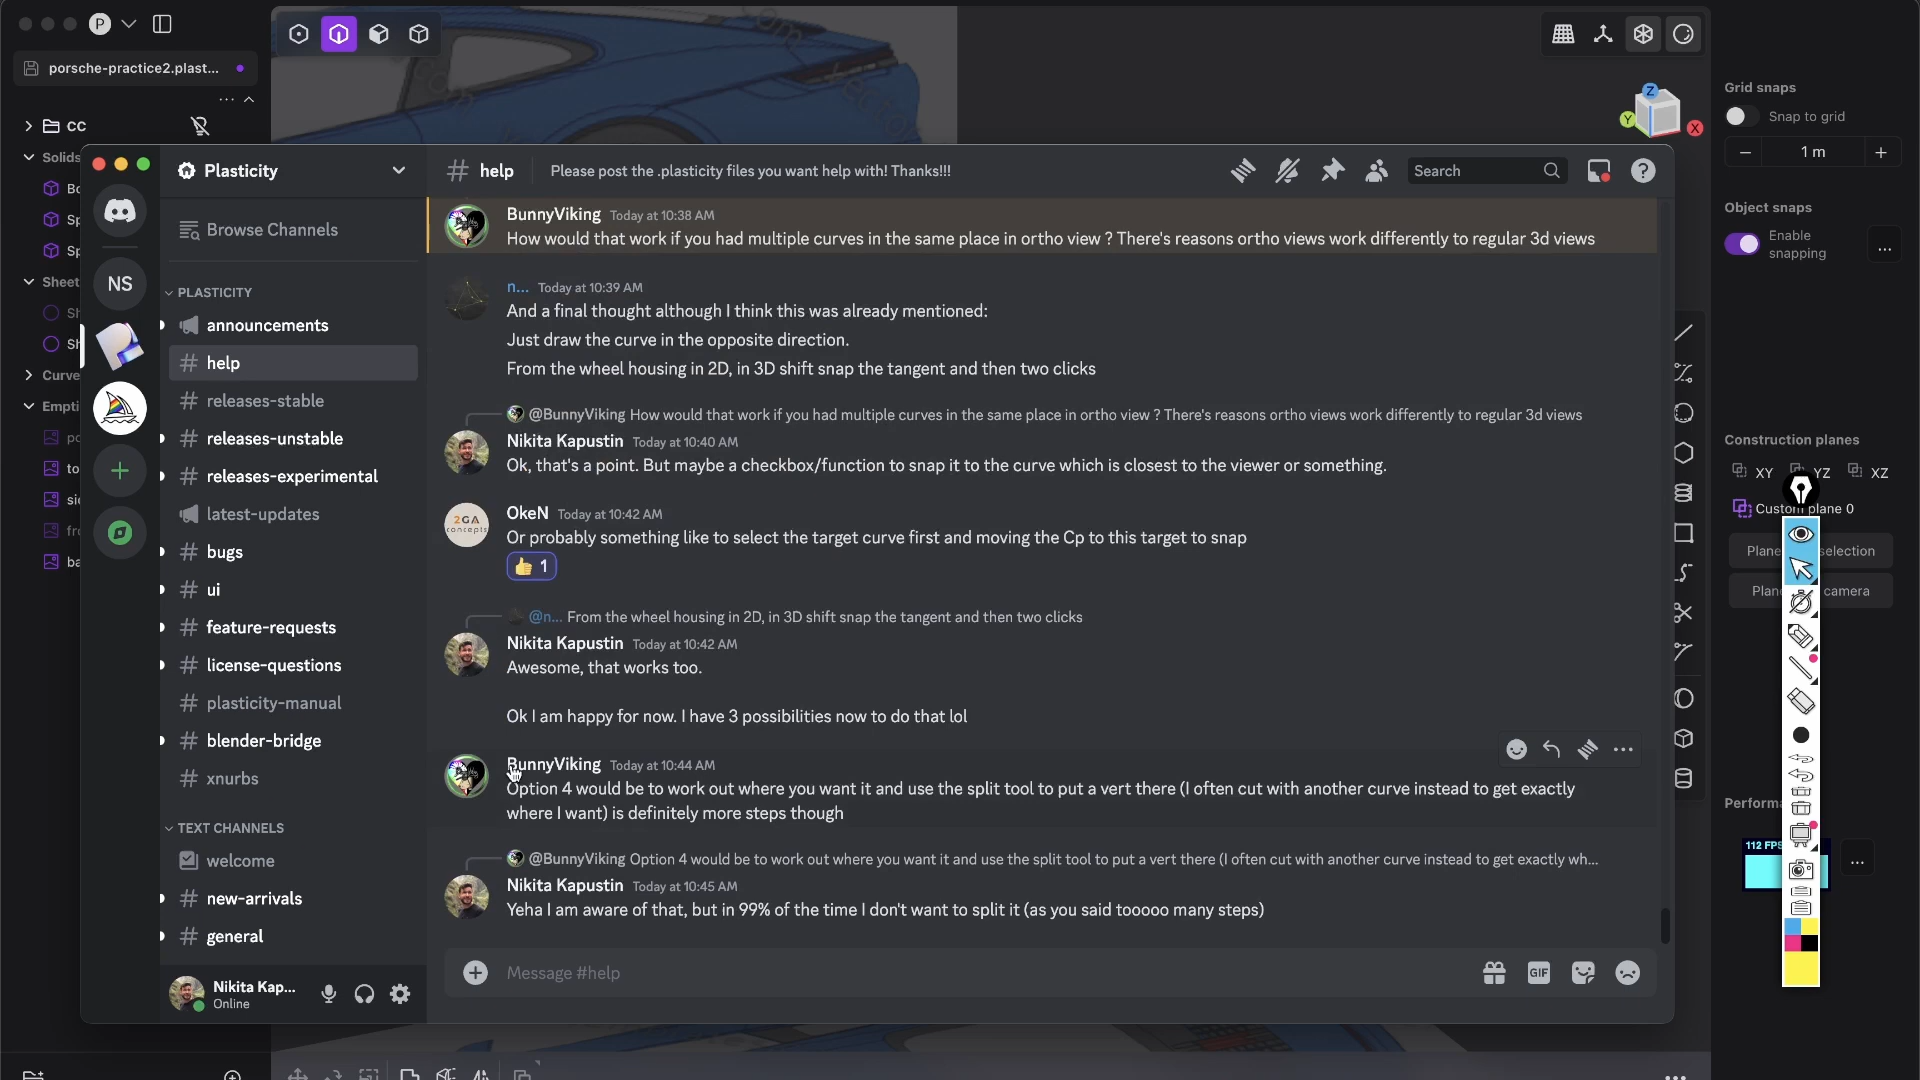 P
porsche-practice2.plast...
CC
Solids
Sheet
Curve
Empti
Plasticity
# help
Please post the .plasticity files you want help with! Thanks!!!
Search
Browse Channels
NS
PLASTICITY
announcements
help
releases-stable
releases-unstable
releases-experimental
latest-updates
bugs
ui
feature-requests
license-questions
plasticity-manual
blender-bridge
xnurbs
TEXT CHANNELS
welcome
new-arrivals
general
Nikita Kap...
Online
BunnyViking Today at 10:38 AM
How would that work if you had multiple curves in the same place in ortho view ? There's reasons ortho views work differently to regular 3d views
n... Today at 10:39 AM
And a final thought although I think this was already mentioned:
Just draw the curve in the opposite direction.
From the wheel housing in 2D, in 3D shift snap the tangent and then two clicks
@BunnyViking How would that work if you had multiple curves in the same place in ortho view ? There's reasons ortho views work differently to regular 3d views
Nikita Kapustin Today at 10:40 AM
Ok, that's a point. But maybe a checkbox/function to snap it to the curve which is closest to the viewer or something.
2GA concepts
OkeN Today at 10:42 AM
Or probably something like to select the target curve first and moving the Cp to this target to snap
👍 1
@n... From the wheel housing in 2D, in 3D shift snap the tangent and then two clicks
Nikita Kapustin Today at 10:42 AM
Awesome, that works too.
Ok I am happy for now. I have 3 possibilities now to do that lol
BunnyViking Today at 10:44 AM
Option 4 would be to work out where you want it and use the split tool to put a vert there (I often cut with another curve instead to get exactly
where I want) is definitely more steps though
@BunnyViking Option 4 would be to work out where you want it and use the split tool to put a vert there (I often cut with another curve instead to get exactly wh...
Nikita Kapustin Today at 10:45 AM
Yeha I am aware of that, but in 99% of the time I don't want to split it (as you said tooooo many steps)
Message #help
GIF
Z
Y
X
Grid snaps
Snap to grid
1 m
Object snaps
Enable
snapping
Construction planes
XY YZ XZ
Custom plane 0
Plane selection
Plane camera
Performa
112 FPS